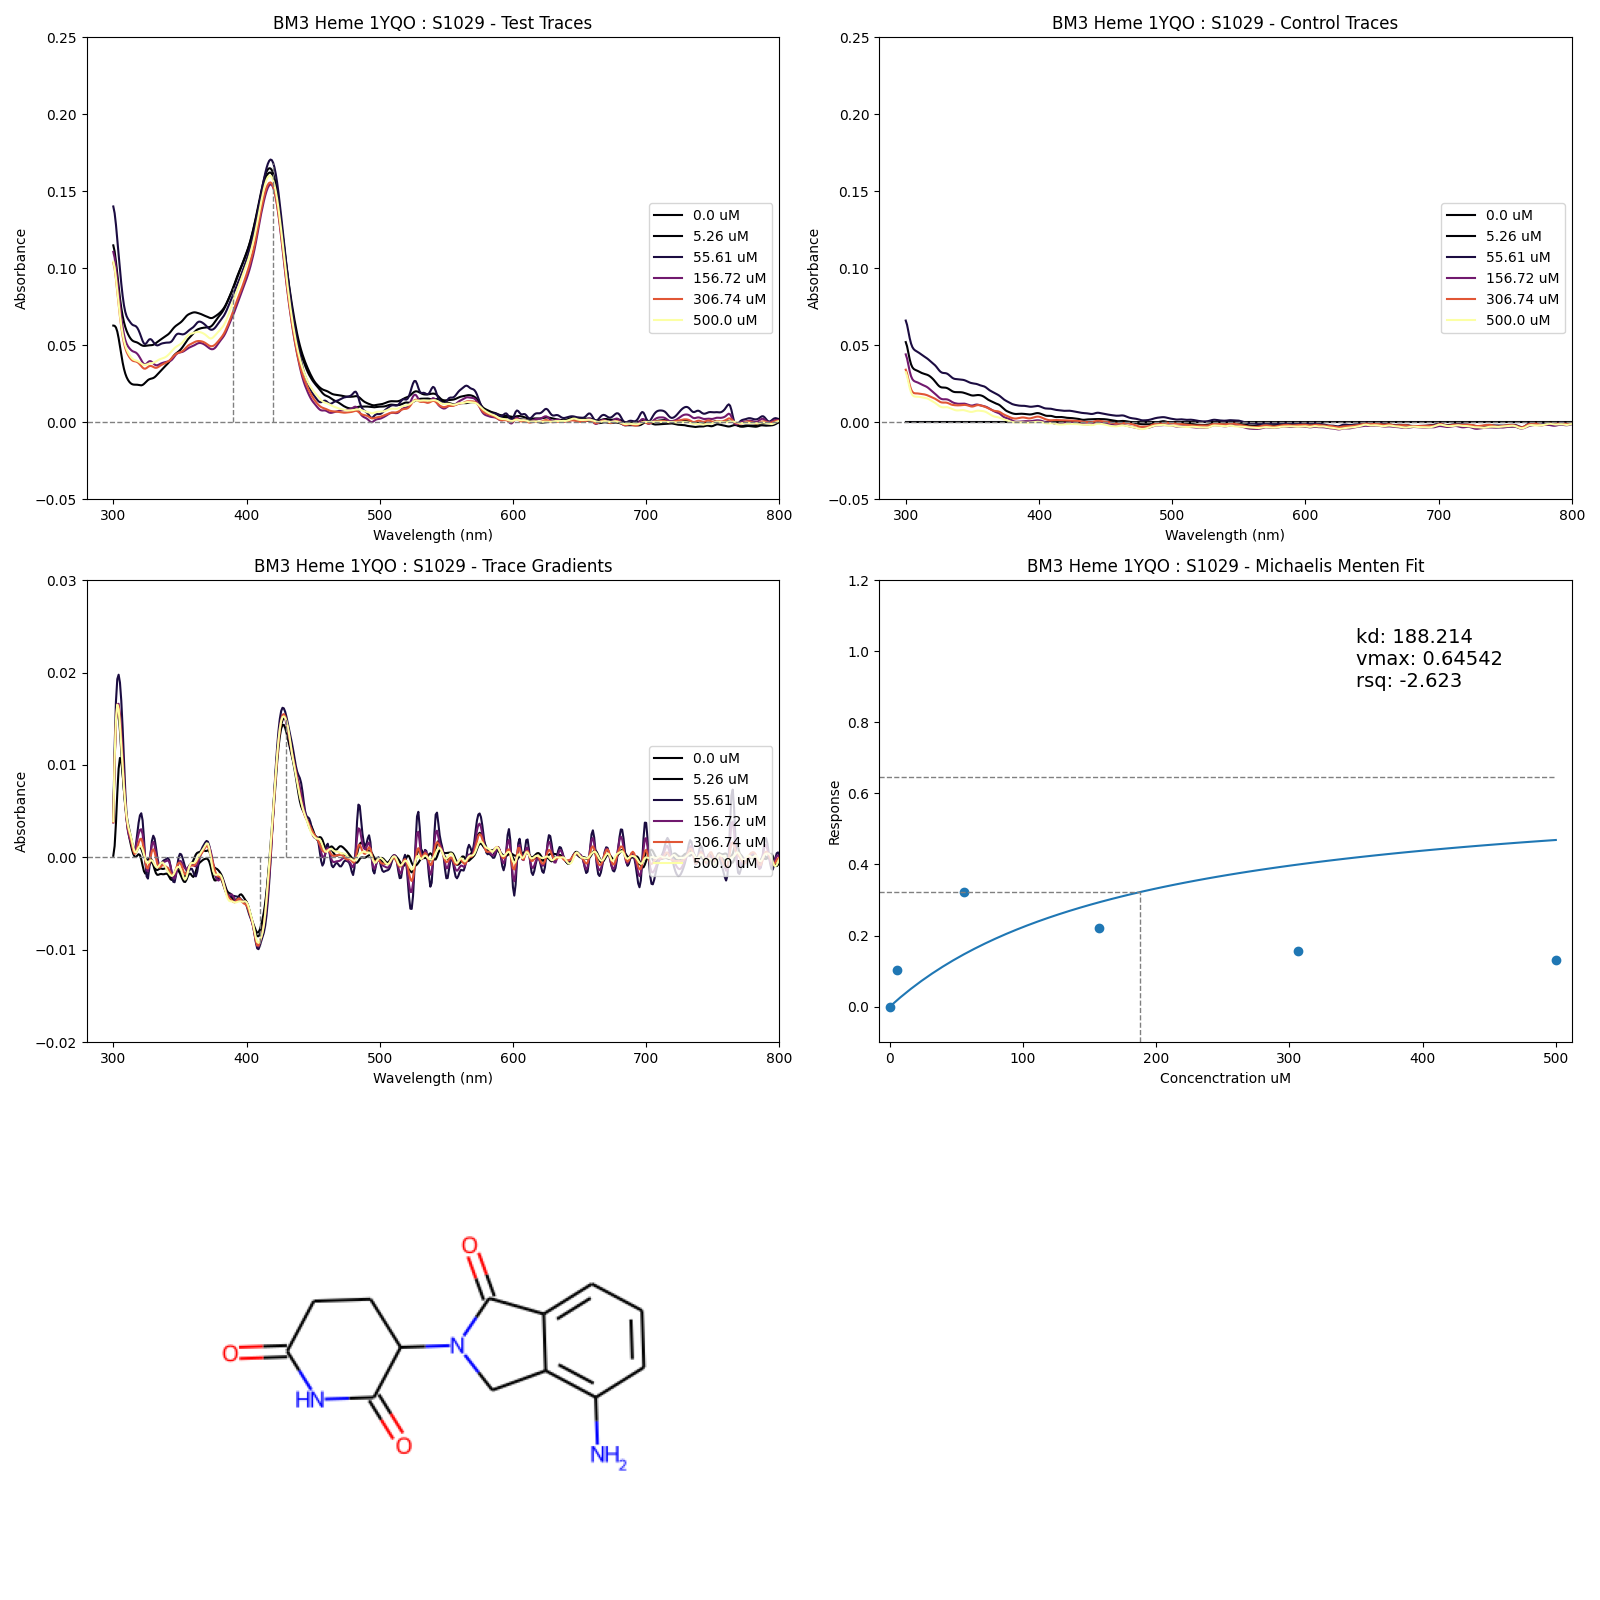 BM3 Heme 1YQO : S1029 - Test Traces
0.25
0.20
0.15
0.10
0.05
0.00
−0.05
Absorbance
300 400 500 600 700 800
Wavelength (nm)
0.0 uM
5.26 uM
55.61 uM
156.72 uM
306.74 uM
500.0 uM
BM3 Heme 1YQO : S1029 - Control Traces
0.25
0.20
0.15
0.10
0.05
0.00
−0.05
Absorbance
300 400 500 600 700 800
Wavelength (nm)
0.0 uM
5.26 uM
55.61 uM
156.72 uM
306.74 uM
500.0 uM
BM3 Heme 1YQO : S1029 - Trace Gradients
0.03
0.02
0.01
0.00
−0.01
−0.02
Absorbance
300 400 500 600 700 800
Wavelength (nm)
0.0 uM
5.26 uM
55.61 uM
156.72 uM
306.74 uM
500.0 uM
BM3 Heme 1YQO : S1029 - Michaelis Menten Fit
1.2
1.0
0.8
0.6
0.4
0.2
0.0
Response
0 100 200 300 400 500
Concenctration uM
kd: 188.214
vmax: 0.64542
rsq: -2.623
O
O
N
HN
O
NH2